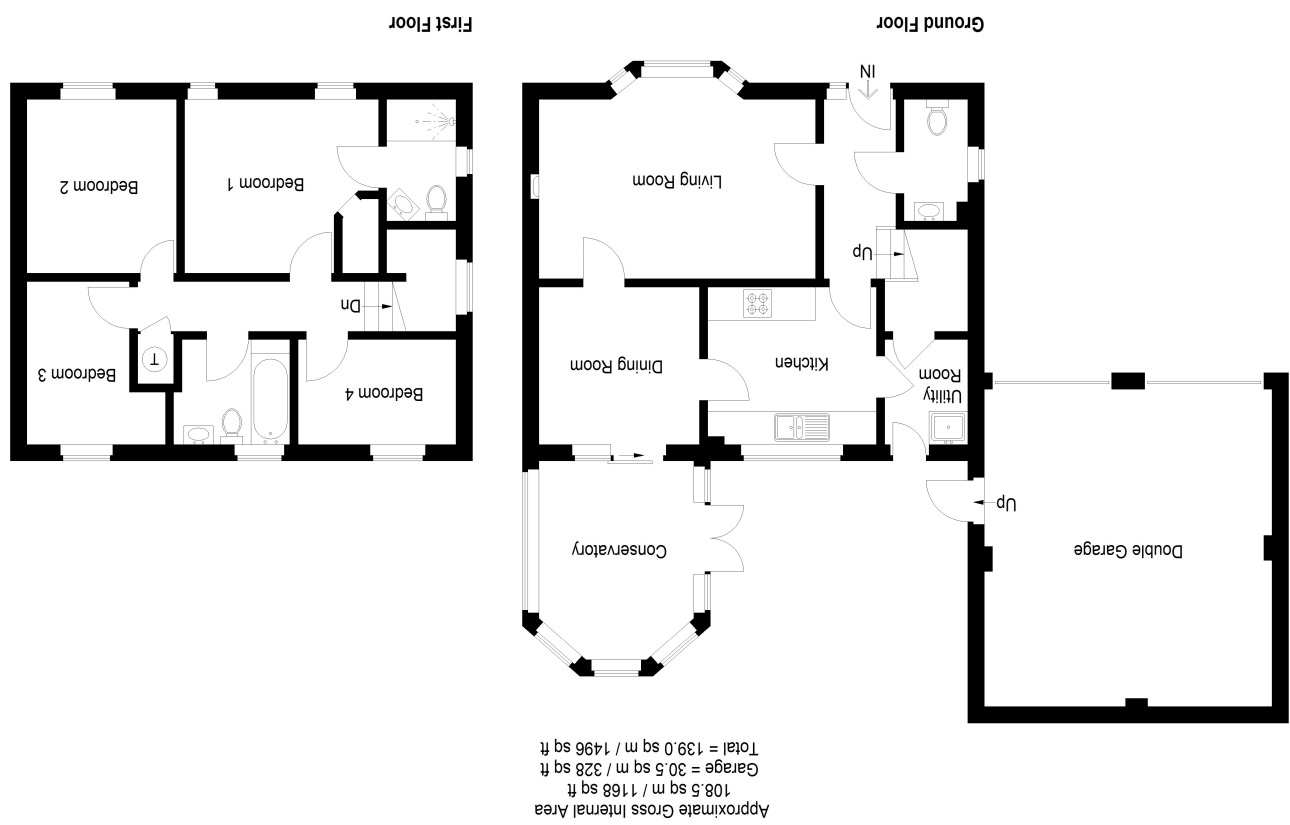 Approximate Gross Internal Area
108.5 sq m / 1168 sq ft
Garage = 30.5 sq m / 328 sq ft
Total = 139.0 sq m / 1496 sq ft
Double Garage
Conservatory
Up
Utility
Room
Kitchen
Dining Room
Up
Living Room
IN
Ground Floor
Bedroom 4
T
Bedroom 3
Dn
Bedroom 1
Bedroom 2
First Floor